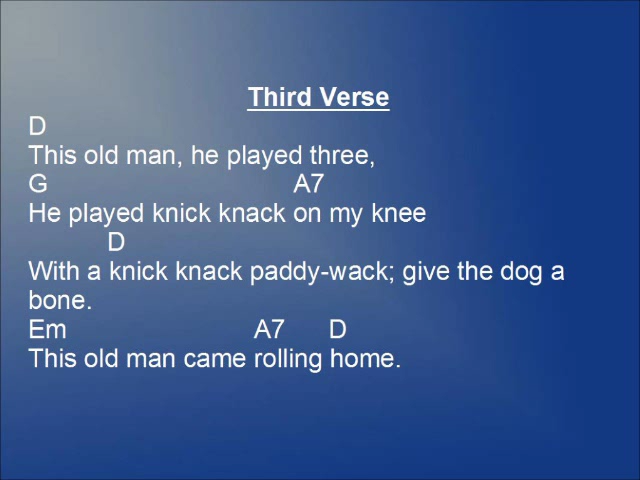 Third Verse
D
This old man, he played three,
G A7
He played knick knack on my knee
D
With a knick knack paddy-wack; give the dog a
bone.
Em A7 D
This old man came rolling home.